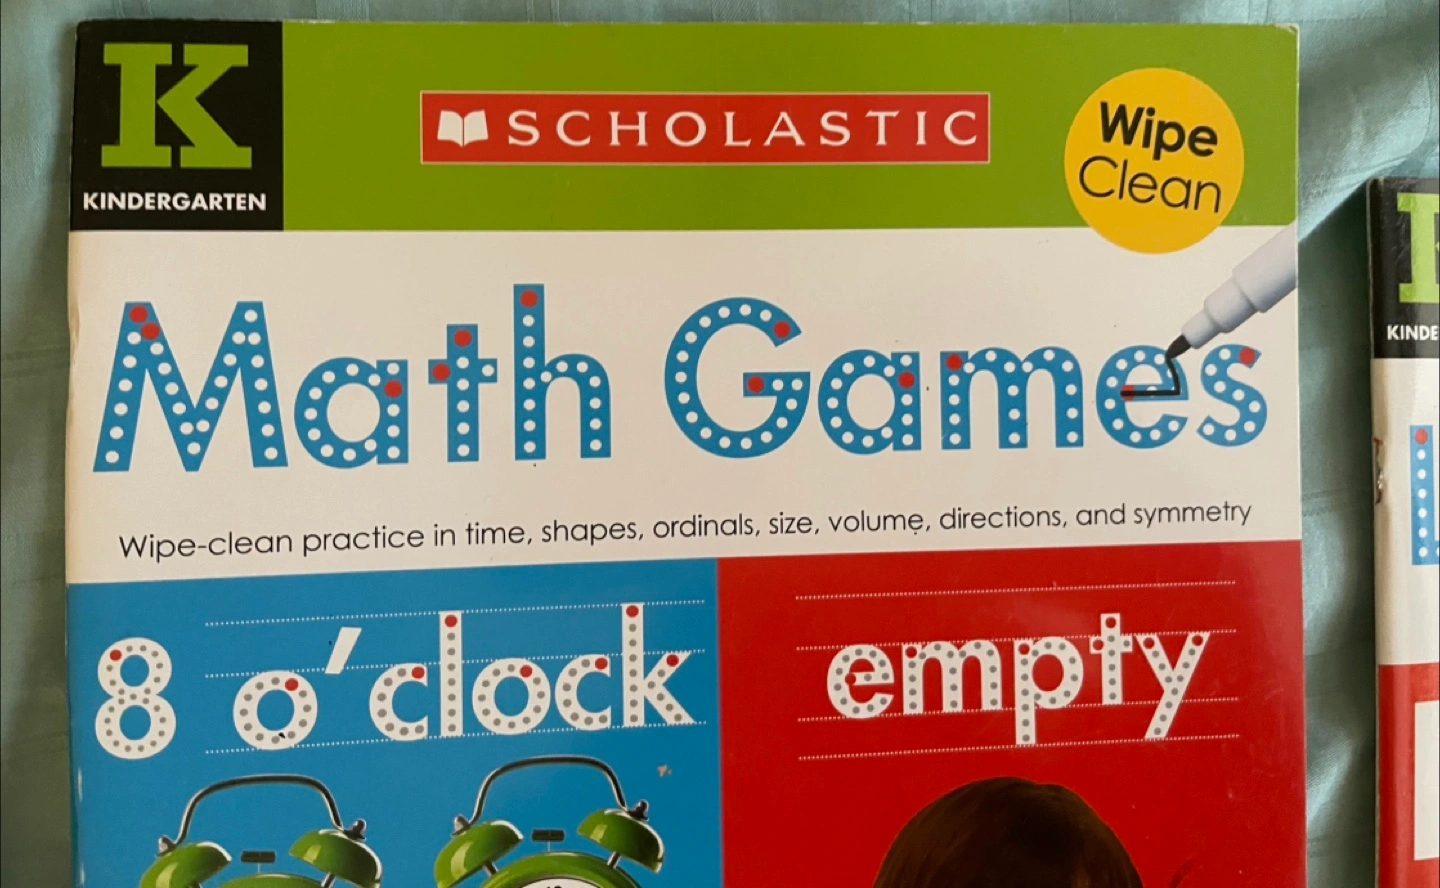 K
KINDERGARTEN
SCHOLASTIC
Wipe
Clean
Math Games
Wipe-clean practice in time, shapes, ordinals, size, volume, directions, and symmetry
8 o'clock
empty